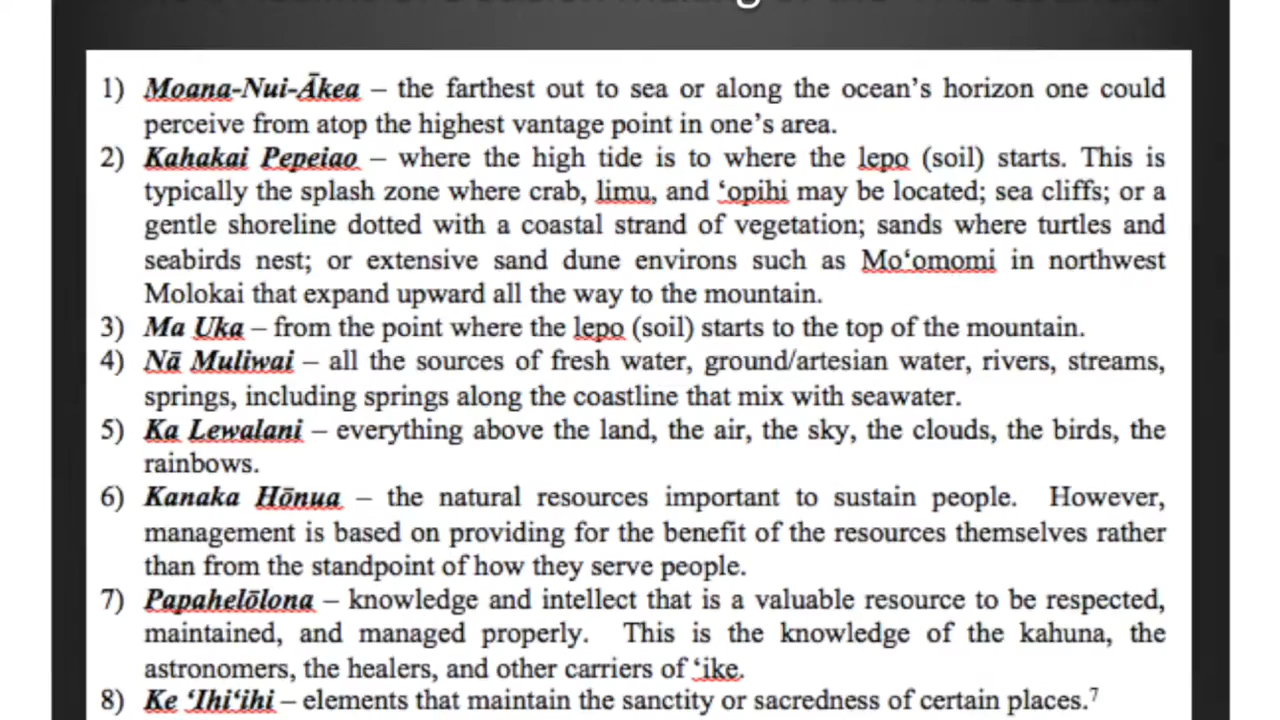 1) Moana-Nui-Ākea – the farthest out to sea or along the ocean's horizon one could
perceive from atop the highest vantage point in one's area.
2) Kahakai Pepeiao – where the high tide is to where the lepo (soil) starts. This is
typically the splash zone where crab, limu, and ʻopihi may be located; sea cliffs; or a
gentle shoreline dotted with a coastal strand of vegetation; sands where turtles and
seabirds nest; or extensive sand dune environs such as Moʻomomi in northwest
Molokai that expand upward all the way to the mountain.
3) Ma Uka – from the point where the lepo (soil) starts to the top of the mountain.
4) Nā Muliwai – all the sources of fresh water, ground/artesian water, rivers, streams,
springs, including springs along the coastline that mix with seawater.
5) Ka Lewalani – everything above the land, the air, the sky, the clouds, the birds, the
rainbows.
6) Kanaka Hōnua – the natural resources important to sustain people. However,
management is based on providing for the benefit of the resources themselves rather
than from the standpoint of how they serve people.
7) Papahelōlona – knowledge and intellect that is a valuable resource to be respected,
maintained, and managed properly. This is the knowledge of the kahuna, the
astronomers, the healers, and other carriers of ʻike.
8) Ke ʻIhiʻihi – elements that maintain the sanctity or sacredness of certain places.7